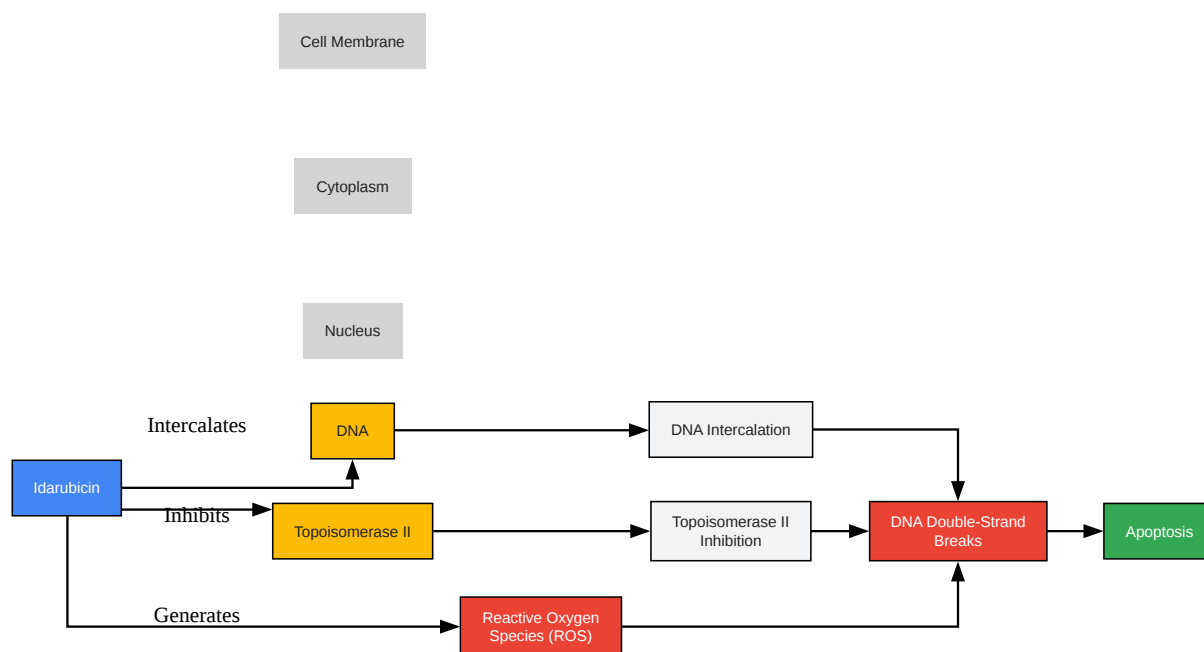 Cell Membrane
Cytoplasm
Nucleus
Intercalates
DNA
DNA Intercalation
Idarubicin
Inhibits
Topoisomerase II
Topoisomerase II
Inhibition
DNA Double-Strand
Breaks
Apoptosis
Generates
Reactive Oxygen
Species (ROS)